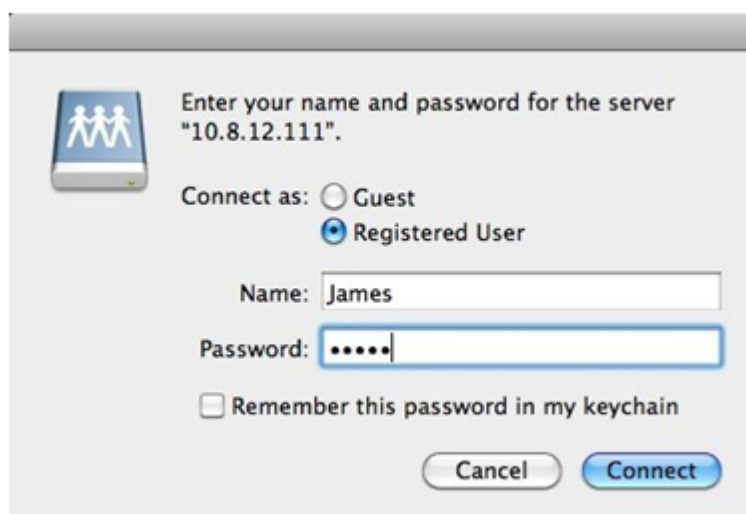 Enter your name and password for the server
“10.8.12.111”.
Connect as: Guest
Registered User
Name: James
Password: •••••
Remember this password in my keychain
Cancel Connect